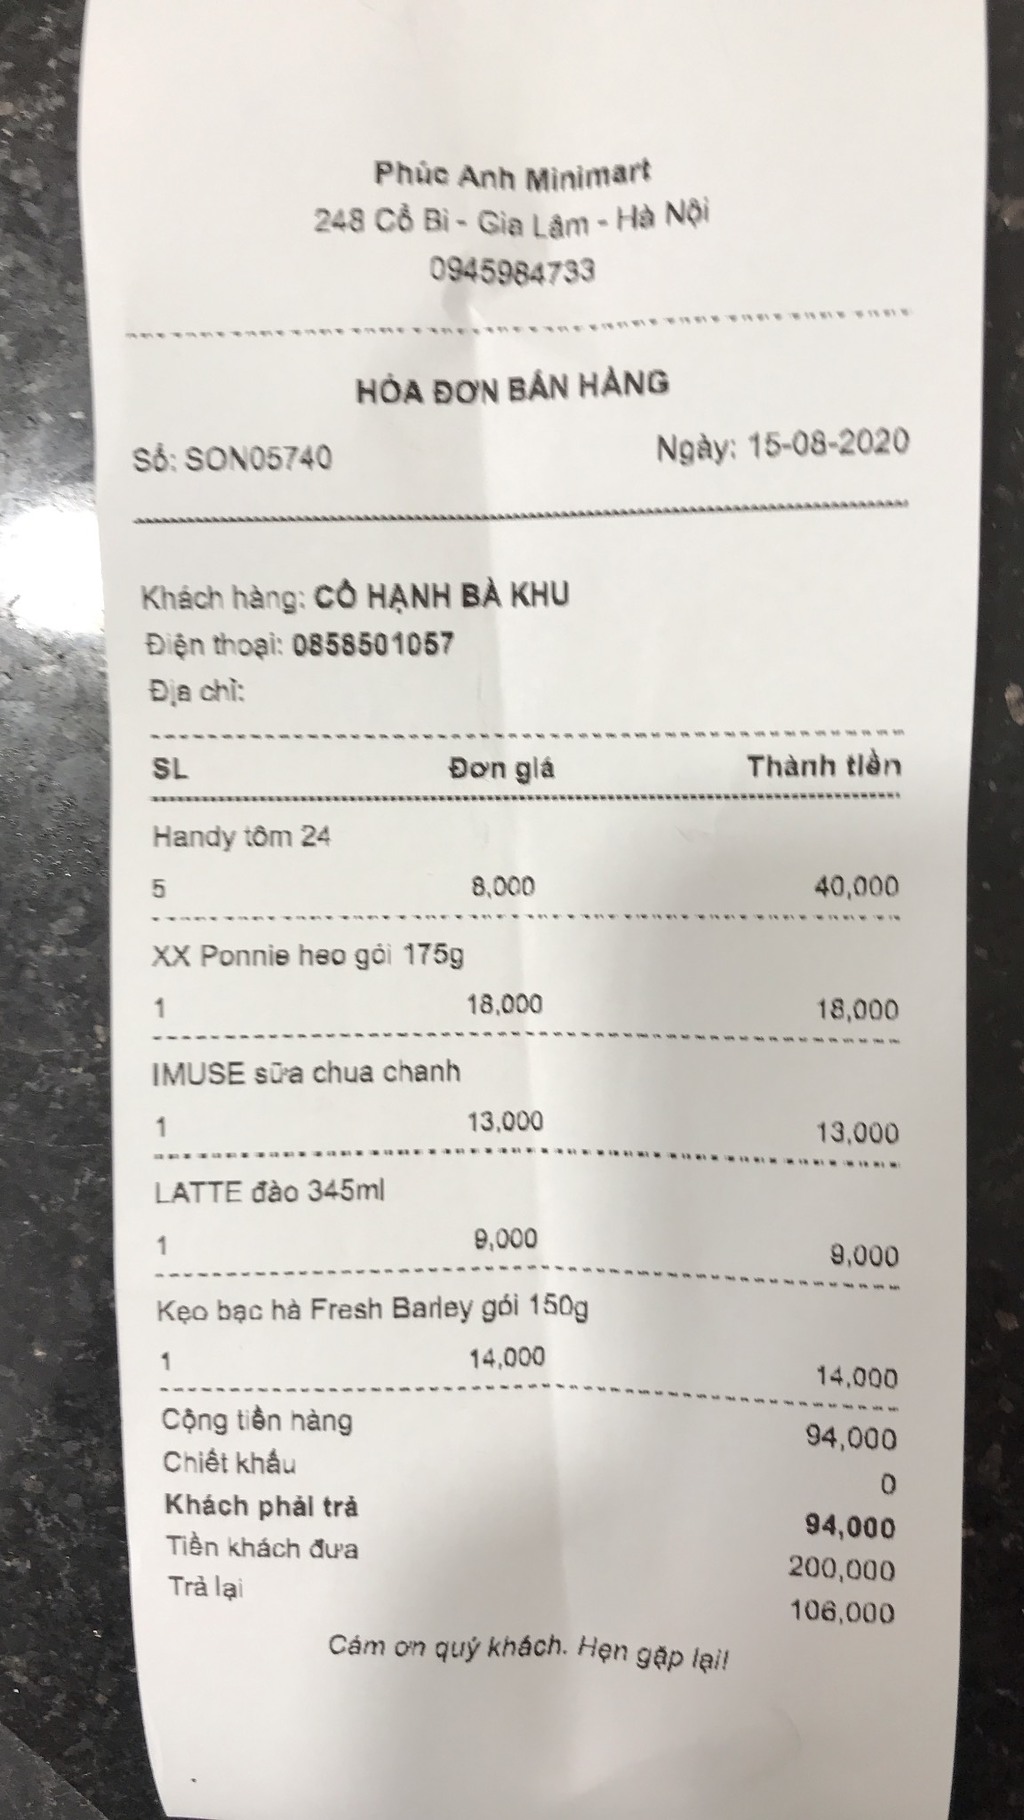 Phúc Anh Minimart
248 Cổ Bi - Gia Lâm - Hà Nội
0945984733
HÓA ĐƠN BÁN HÀNG
Số: SON05740 Ngày: 15-08-2020
Khách hàng: CÔ HẠNH BÀ KHU
Điện thoại: 0858501057
Địa chỉ:
SL Đơn giá Thành tiền
Handy tôm 24
5 8,000 40,000
XX Ponnie heo gói 175g
1 18,000 18,000
IMUSE sữa chua chanh
1 13,000 13,000
LATTE đào 345ml
1 9,000 9,000
Kẹo bạc hà Fresh Barley gói 150g
1 14,000 14,000
Cộng tiền hàng 94,000
Chiết khấu 0
Khách phải trả 94,000
Tiền khách đưa 200,000
Trả lại 106,000
Cám ơn quý khách. Hẹn gặp lại!